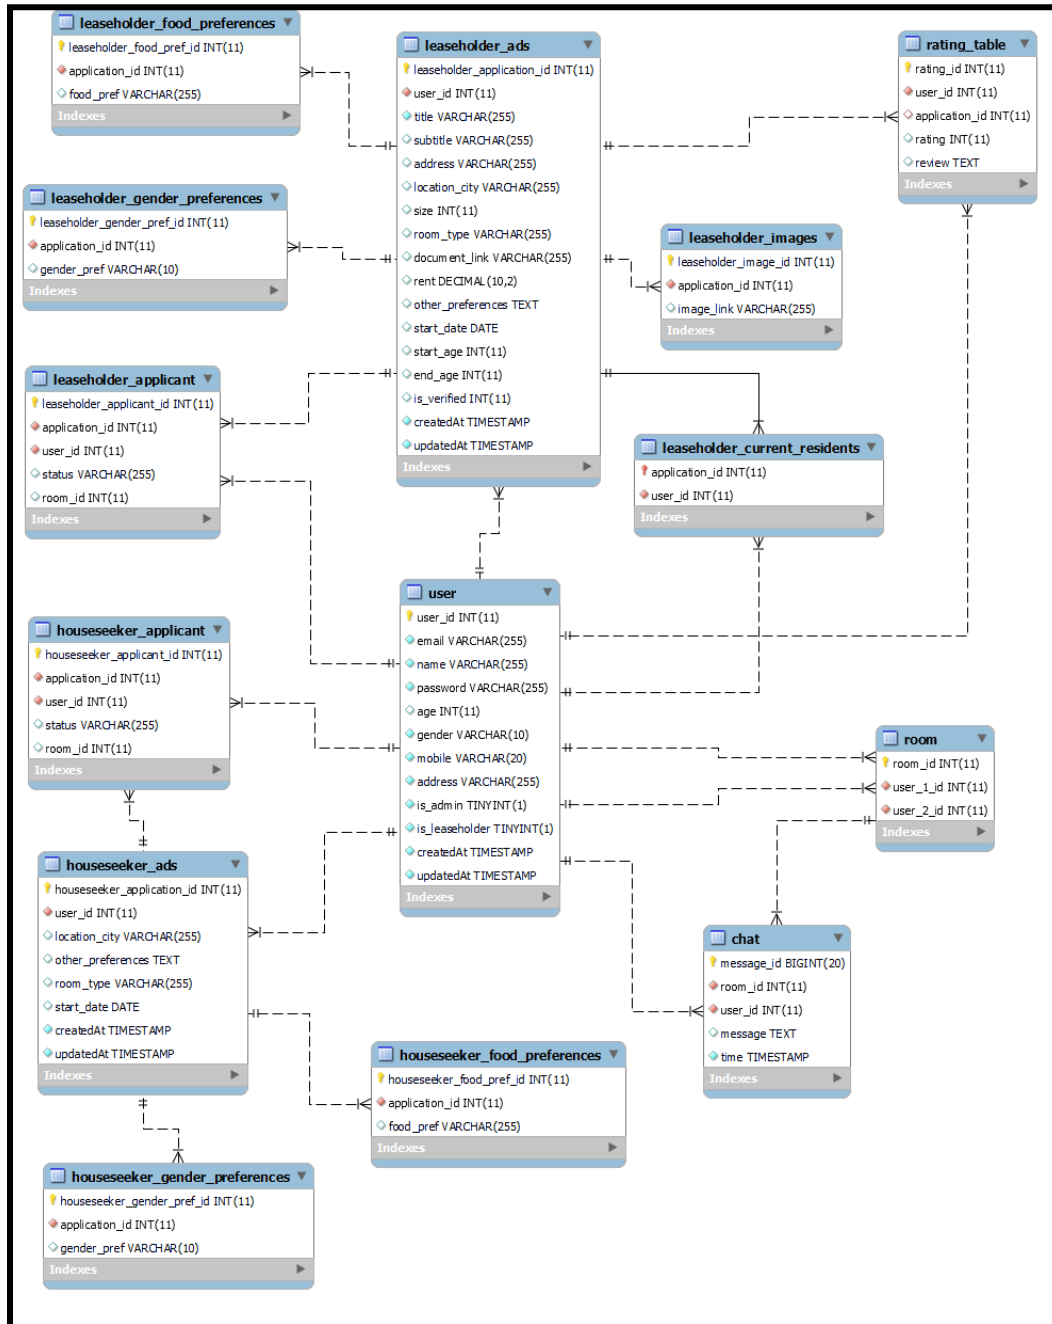 leaseholder_food_preferences
leaseholder_food_pref_id INT(11)
application_id INT(11)
food_pref VARCHAR(255)
Indexes
leaseholder_ads
leaseholder_application_id INT(11)
user_id INT(11)
title VARCHAR(255)
subtitle VARCHAR(255)
address VARCHAR(255)
location_city VARCHAR(255)
size INT(11)
room_type VARCHAR(255)
document_link VARCHAR(255)
rent DECIMAL(10,2)
other_preferences TEXT
start_date DATE
start_age INT(11)
end_age INT(11)
is_verified INT(11)
createdAt TIMESTAMP
updatedAt TIMESTAMP
Indexes
rating_table
rating_id INT(11)
user_id INT(11)
application_id INT(11)
rating INT(11)
review TEXT
Indexes
leaseholder_gender_preferences
leaseholder_gender_pref_id INT(11)
application_id INT(11)
gender_pref VARCHAR(10)
Indexes
leaseholder_images
leaseholder_image_id INT(11)
application_id INT(11)
image_link VARCHAR(255)
Indexes
leaseholder_applicant
leaseholder_applicant_id INT(11)
application_id INT(11)
user_id INT(11)
status VARCHAR(255)
room_id INT(11)
Indexes
leaseholder_current_residents
application_id INT(11)
user_id INT(11)
Indexes
user
user_id INT(11)
email VARCHAR(255)
name VARCHAR(255)
password VARCHAR(255)
age INT(11)
gender VARCHAR(10)
mobile VARCHAR(20)
address VARCHAR(255)
is_admin TINYINT(1)
is_leaseholder TINYINT(1)
createdAt TIMESTAMP
updatedAt TIMESTAMP
Indexes
houseseeker_applicant
houseseeker_applicant_id INT(11)
application_id INT(11)
user_id INT(11)
status VARCHAR(255)
room_id INT(11)
Indexes
room
room_id INT(11)
user_1_id INT(11)
user_2_id INT(11)
Indexes
houseseeker_ads
houseseeker_application_id INT(11)
user_id INT(11)
location_city VARCHAR(255)
other_preferences TEXT
room_type VARCHAR(255)
start_date DATE
createdAt TIMESTAMP
updatedAt TIMESTAMP
Indexes
chat
message_id BIGINT(20)
room_id INT(11)
user_id INT(11)
message TEXT
time TIMESTAMP
Indexes
houseseeker_food_preferences
houseseeker_food_pref_id INT(11)
application_id INT(11)
food_pref VARCHAR(255)
Indexes
houseseeker_gender_preferences
houseseeker_gender_pref_id INT(11)
application_id INT(11)
gender_pref VARCHAR(10)
Indexes